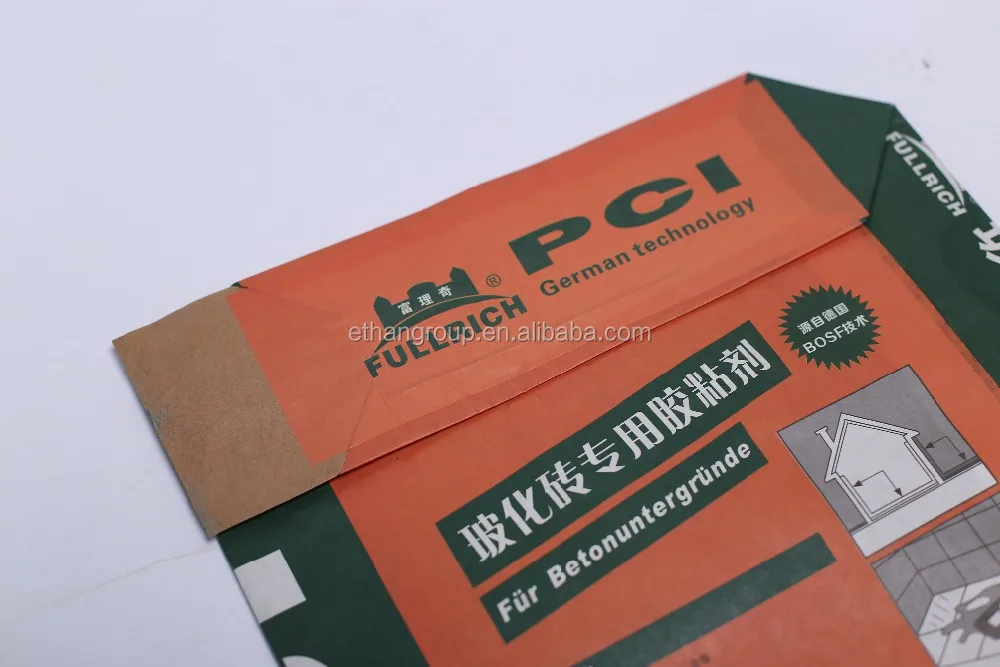 PCI
German technology
富理奇
®
FULLRICH
ethangroup.en.alibaba.com
FULLRICH
源自德国
BOSF技术
玻化砖专用胶粘剂
Für Betonuntergründe